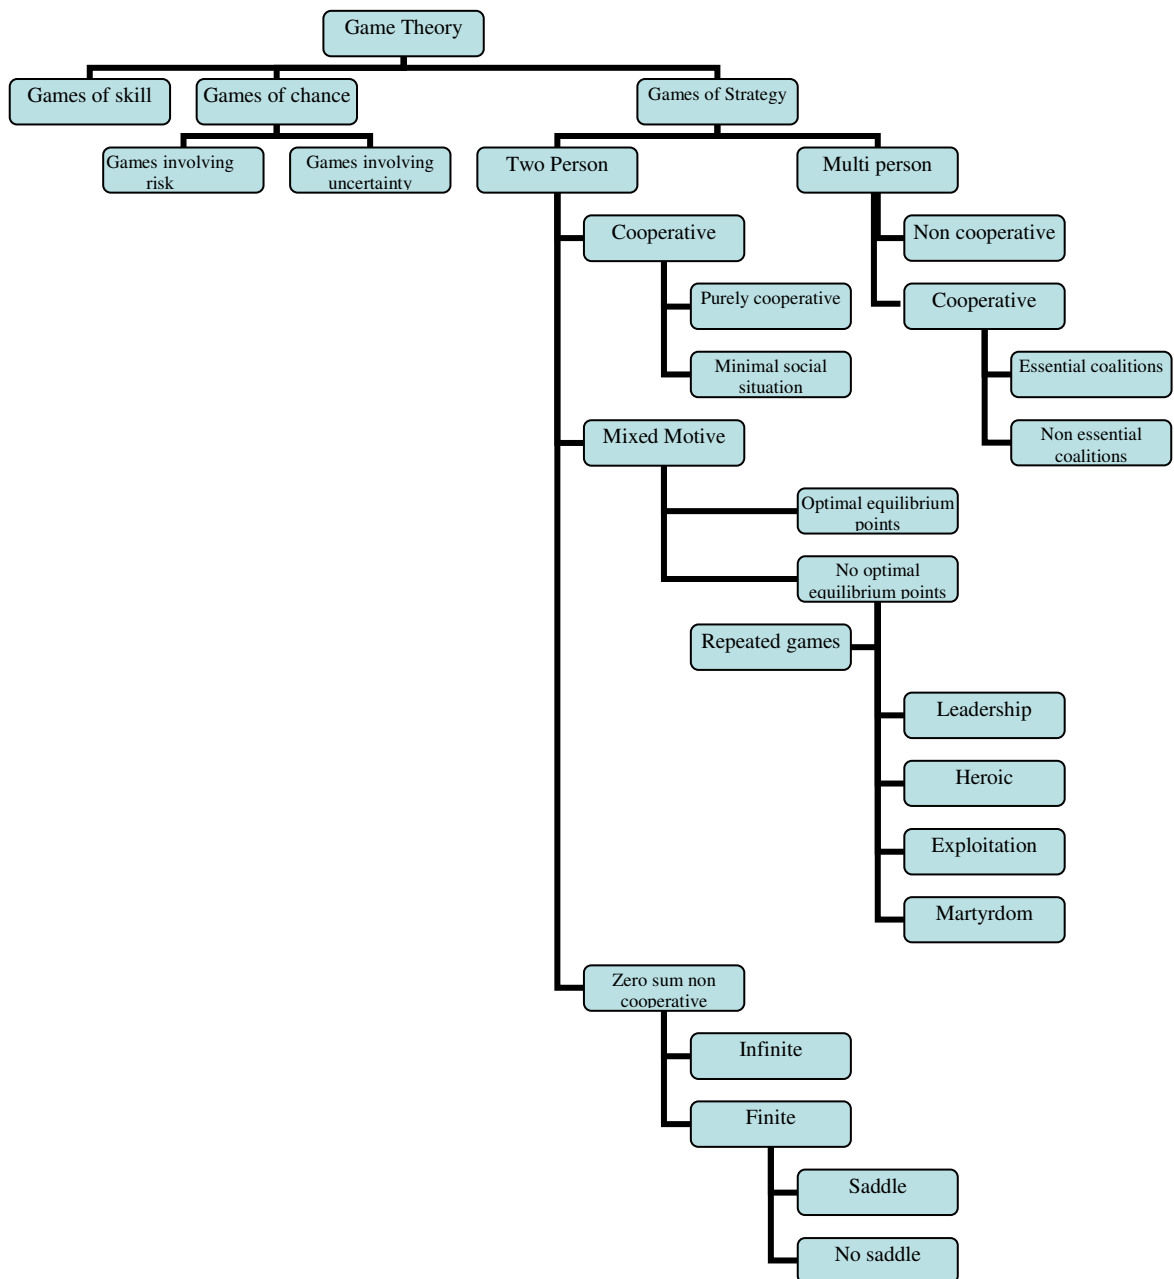 Game Theory
Games of skill
Games of chance
Games of Strategy
Games involving
risk
Games involving
uncertainty
Two Person
Multi person
Cooperative
Non cooperative
Purely cooperative
Cooperative
Minimal social
situation
Essential coalitions
Mixed Motive
Non essential
coalitions
Optimal equilibrium
points
No optimal
equilibrium points
Repeated games
Leadership
Heroic
Exploitation
Martyrdom
Zero sum non
cooperative
Infinite
Finite
Saddle
No saddle